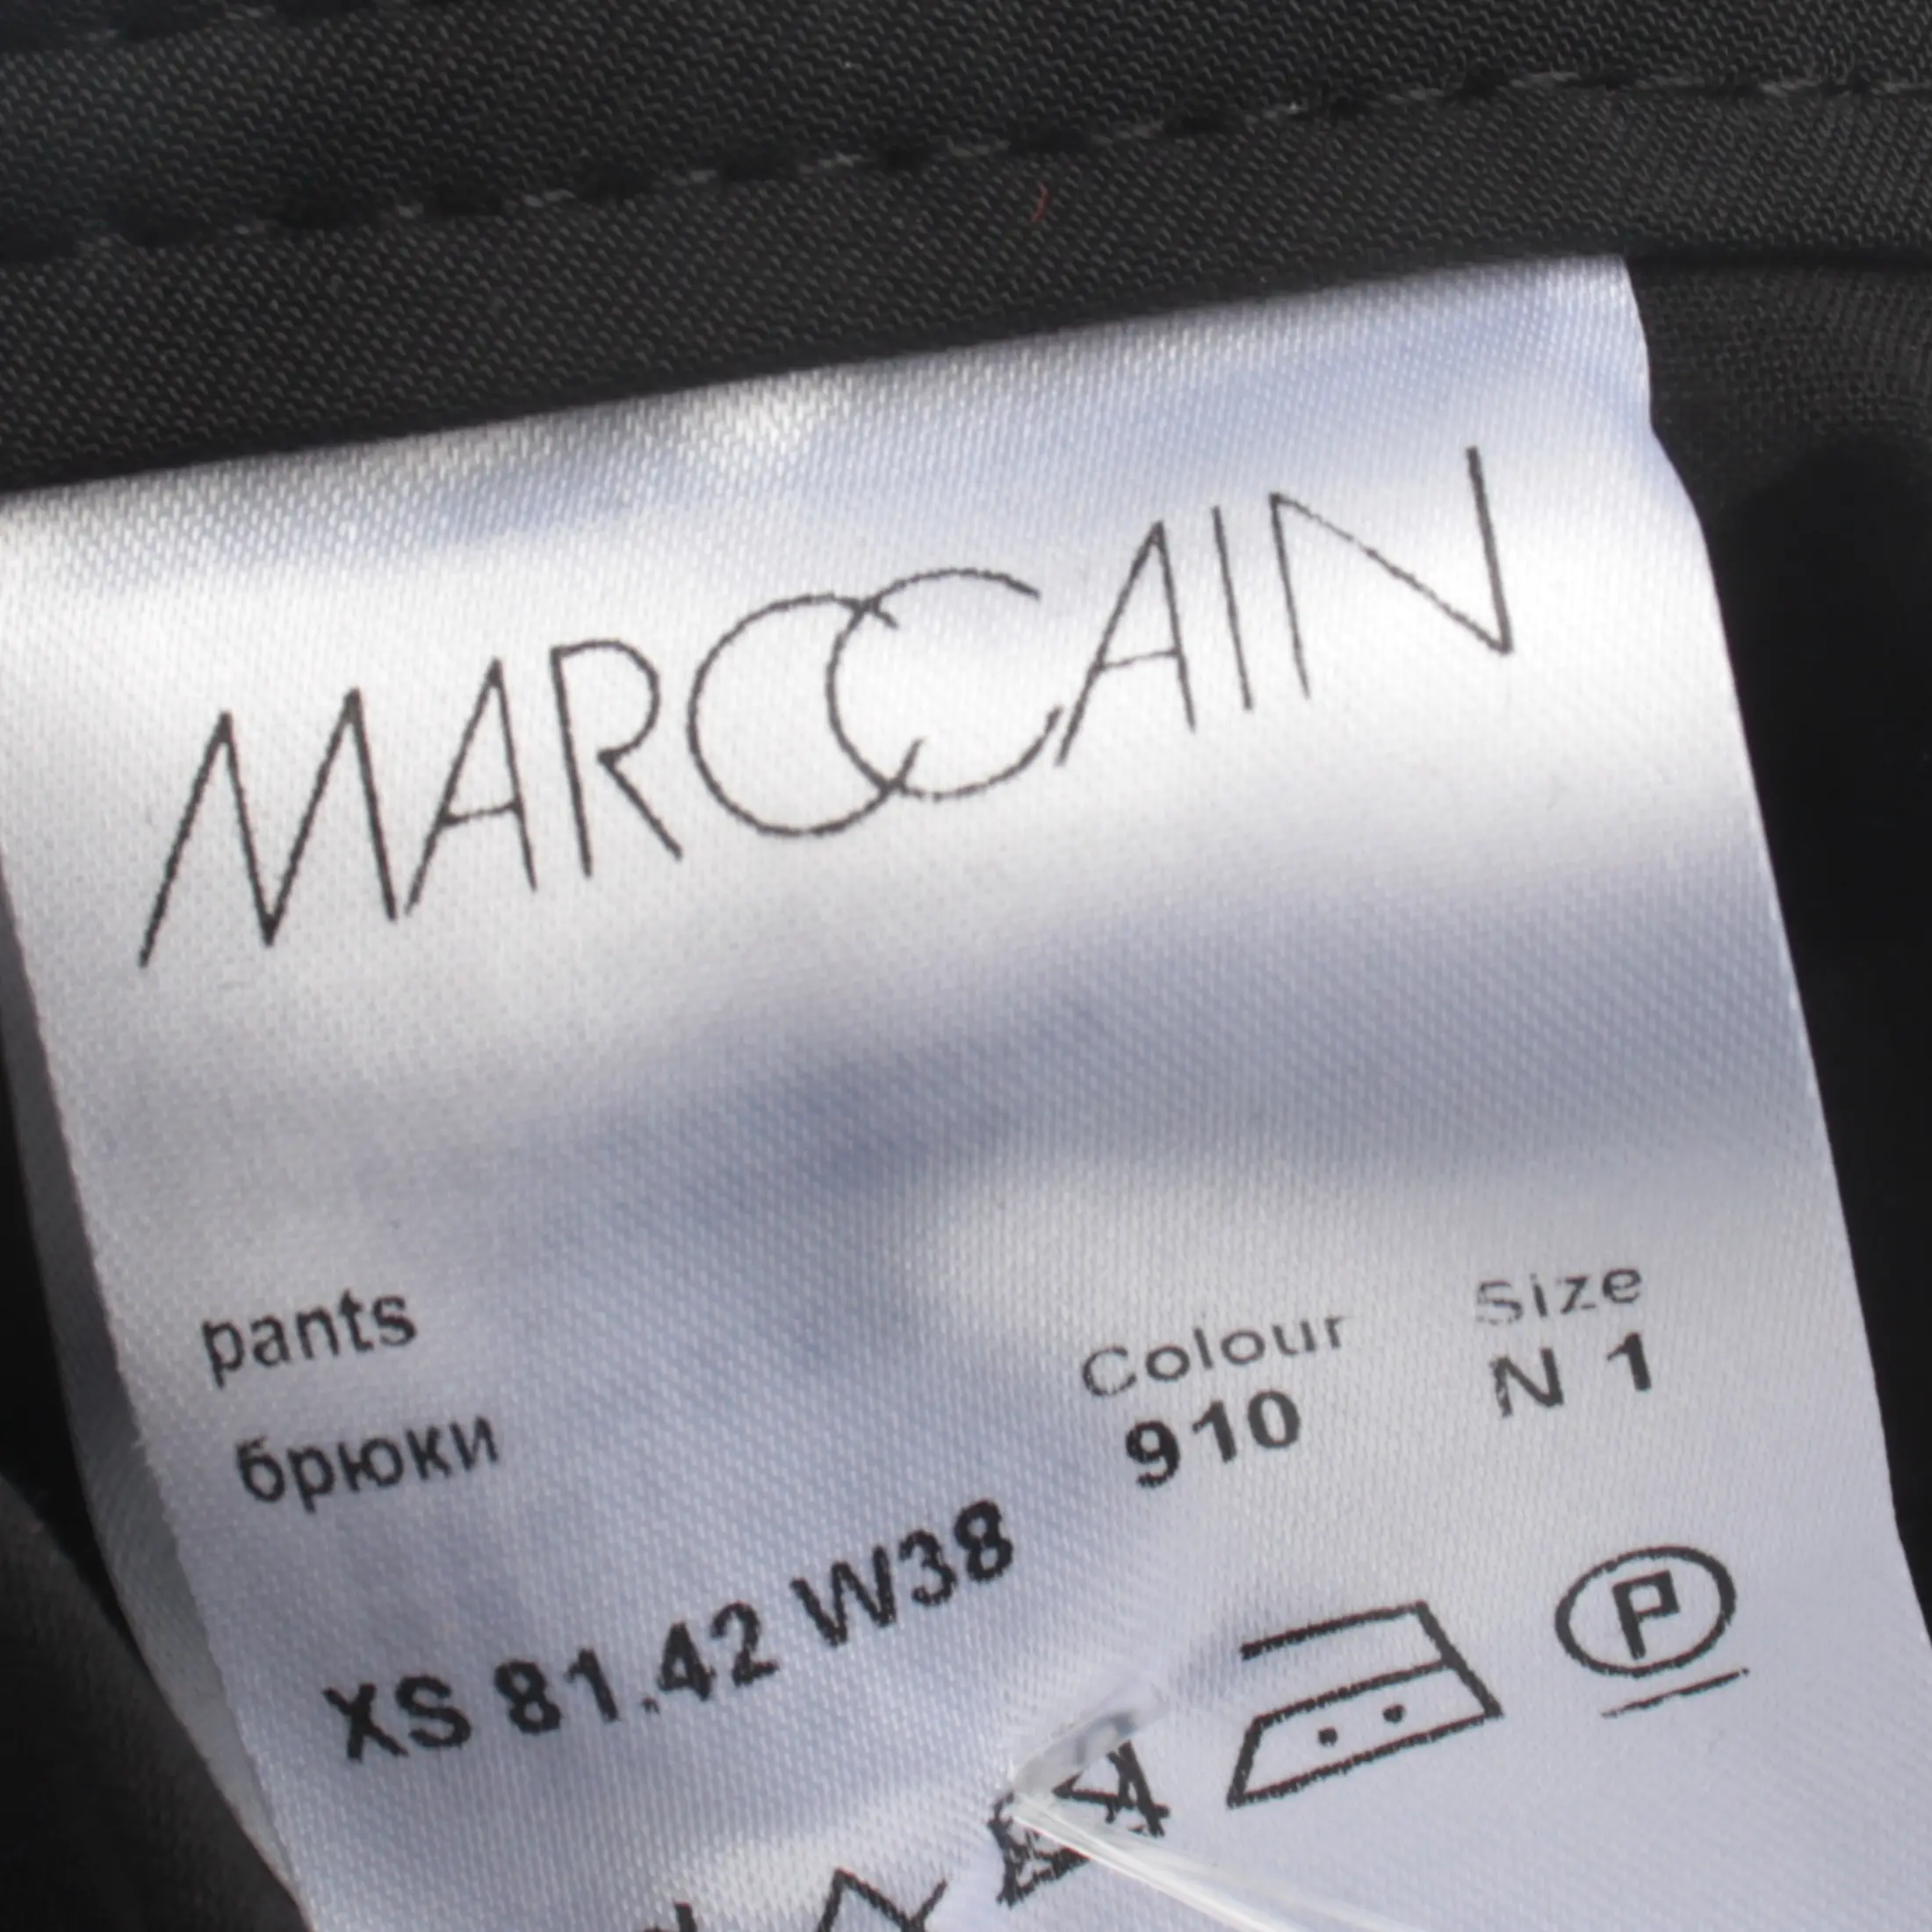 MARCCAIN
pants
брюки
Colour Size
910 N 1
XS 81.42 W38
P